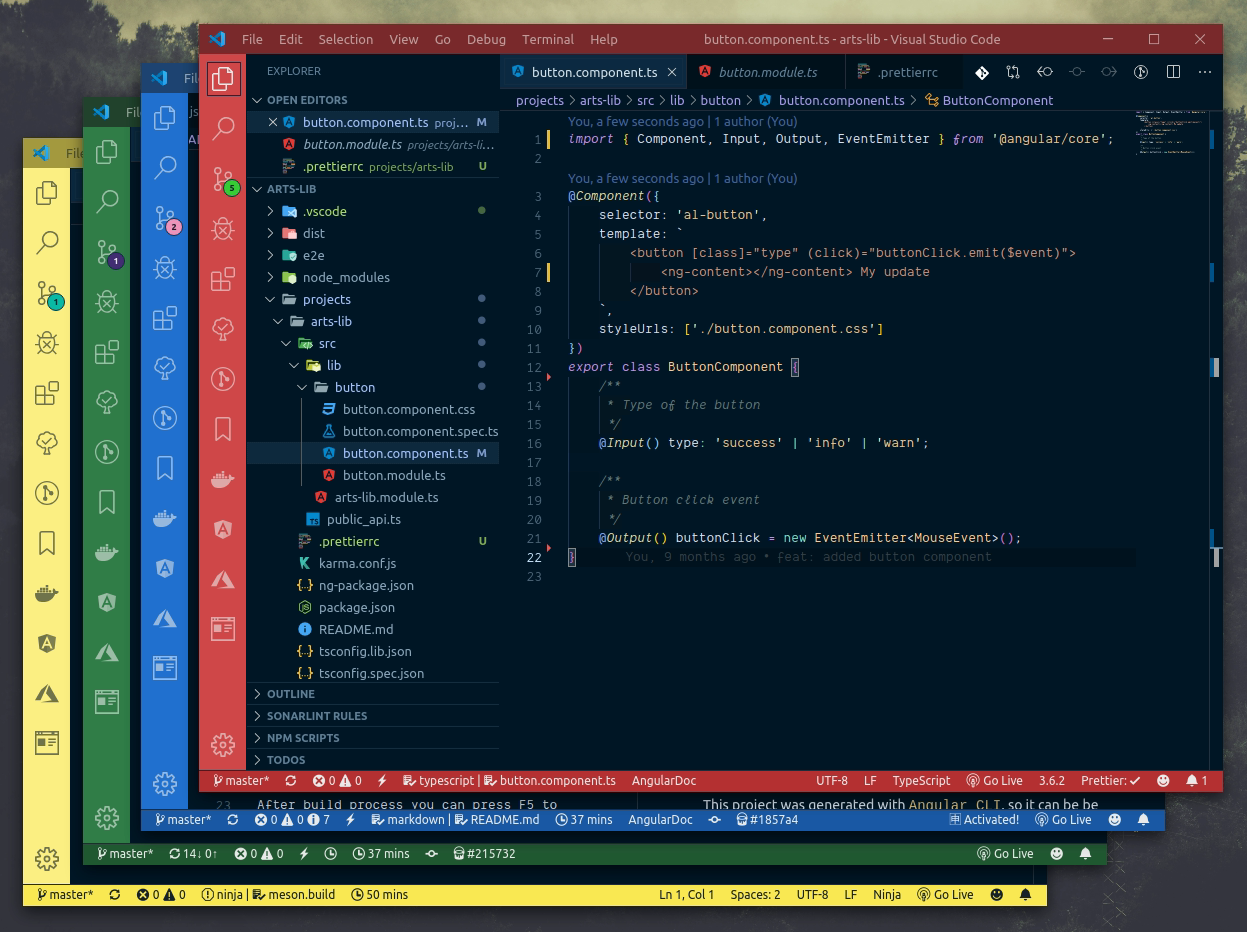 File Edit Selection View Go Debug Terminal Help
button.component.ts - arts-lib - Visual Studio Code
EXPLORER
OPEN EDITORS
button.component.ts proj... M
button.module.ts projects/arts-li...
.prettierrc projects/arts-lib U
ARTS-LIB
.vscode
dist
e2e
node_modules
projects
arts-lib
src
lib
button
button.component.css
button.component.spec.ts
button.component.ts M
button.module.ts
arts-lib.module.ts
public_api.ts
.prettierrc U
karma.conf.js
ng-package.json
package.json
README.md
tsconfig.lib.json
tsconfig.spec.json
OUTLINE
SONARLINT RULES
NPM SCRIPTS
TODOS
button.component.ts
button.module.ts
.prettierrc
projects > arts-lib > src > lib > button > button.component.ts > ButtonComponent
You, a few seconds ago | 1 author (You)
1 import { Component, Input, Output, EventEmitter } from '@angular/core';
2
You, a few seconds ago | 1 author (You)
3 @Component({
4 selector: 'al-button',
5 template: `
6 <button [class]="type" (click)="buttonClick.emit($event)">
7 <ng-content></ng-content> My update
8 </button>
9 `,
10 styleUrls: ['./button.component.css']
11 })
12 export class ButtonComponent {
13 /**
14 * Type of the button
15 */
16 @Input() type: 'success' | 'info' | 'warn';
17
18 /**
19 * Button click event
20 */
21 @Output() buttonClick = new EventEmitter<MouseEvent>();
22 } You, 9 months ago • feat: added button component
23
5
2
1
1
master* 0 0 typescript | button.component.ts AngularDoc UTF-8 LF TypeScript Go Live 3.6.2 Prettier: 1
23 After build process you can press F5 to
This project was generated with Angular CLI, so it can be be
master* 0 0 7 markdown | README.md 37 mins AngularDoc #1857a4 Activated! Go Live
master* 14↓ 0↑ 0 0 37 mins #215732 Go Live
master* 0 0 ninja | meson.build 50 mins Ln 1, Col 1 Spaces: 2 UTF-8 LF Ninja Go Live